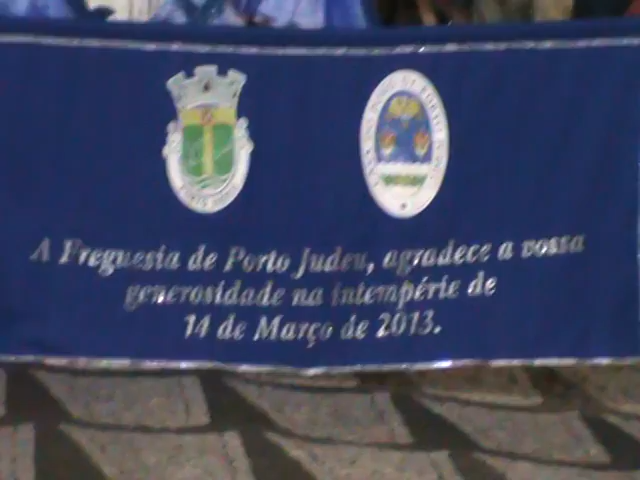 A Freguesia de Porto Judeu, agradece a vossa
generosidade na intempérie de
14 de Março de 2013.